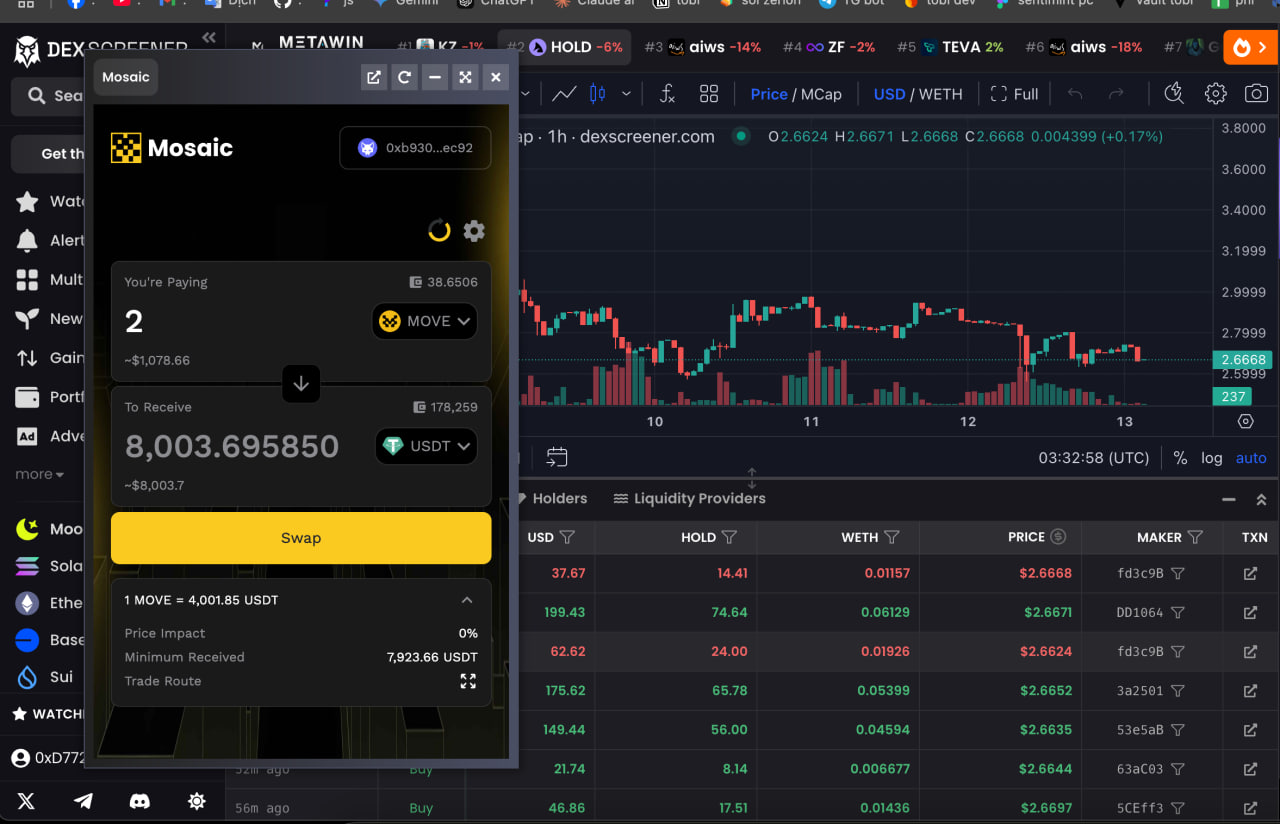 Dịch
js
Gemini
ChatGPT
Claude ai
tobi
sol zerion
TG bot
tobi dev
sentimint pc
vault tobi
DEXSCREENER
METAWIN
#1 KZ -1%
#2 HOLD -6%
#3 aiws -14%
#4 ZF -2%
#5 TEVA 2%
#6 aiws -18%
#7 G
Mosaic
Sea
Price / MCap
USD / WETH
Full
Mosaic
0xb930...ec92
ap · 1h · dexscreener.com
O2.6624 H2.6671 L2.6668 C2.6668 0.004399 (+0.17%)
3.8000
3.6000
3.4000
3.1999
2.9999
2.7999
2.6668
2.5999
237
Get th
Watc
Alert
Mult
New
Gain
Portf
Ad Adve
more
Moo
Sola
Ethe
Base
Sui
WATCHL
0xD772
You're Paying
38.6506
2
MOVE
~$1,078.66
To Receive
178,259
8,003.695850
USDT
~$8,003.7
Swap
1 MOVE = 4,001.85 USDT
Price Impact
0%
Minimum Received
7,923.66 USDT
Trade Route
10 11 12 13
03:32:58 (UTC) % log auto
Holders Liquidity Providers
USD HOLD WETH PRICE MAKER TXN
37.67 14.41 0.01157 $2.6668 fd3c9B
199.43 74.64 0.06129 $2.6671 DD1064
62.62 24.00 0.01926 $2.6624 fd3c9B
175.62 65.78 0.05399 $2.6652 3a2501
149.44 56.00 0.04594 $2.6635 53e5aB
52m ago Buy 21.74 8.14 0.006677 $2.6644 63aC03
56m ago Buy 46.86 17.51 0.01436 $2.6697 5CEff3